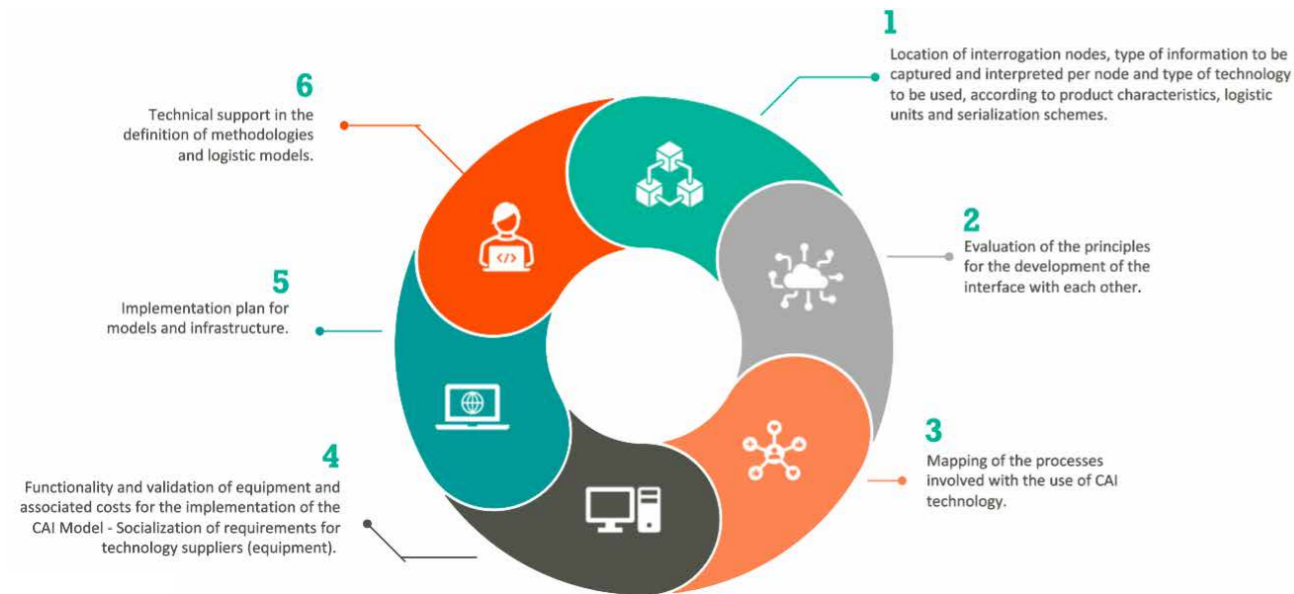 1
Location of interrogation nodes, type of information to be
captured and interpreted per node and type of technology
to be used, according to product characteristics, logistic
units and serialization schemes.
2
Evaluation of the principles
for the development of the
interface with each other.
3
Mapping of the processes
involved with the use of CAI
technology.
4
Functionality and validation of equipment and
associated costs for the implementation of the
CAI Model - Socialization of requirements for
technology suppliers (equipment).
5
Implementation plan for
models and infrastructure.
6
Technical support in the
definition of methodologies
and logistic models.
</>